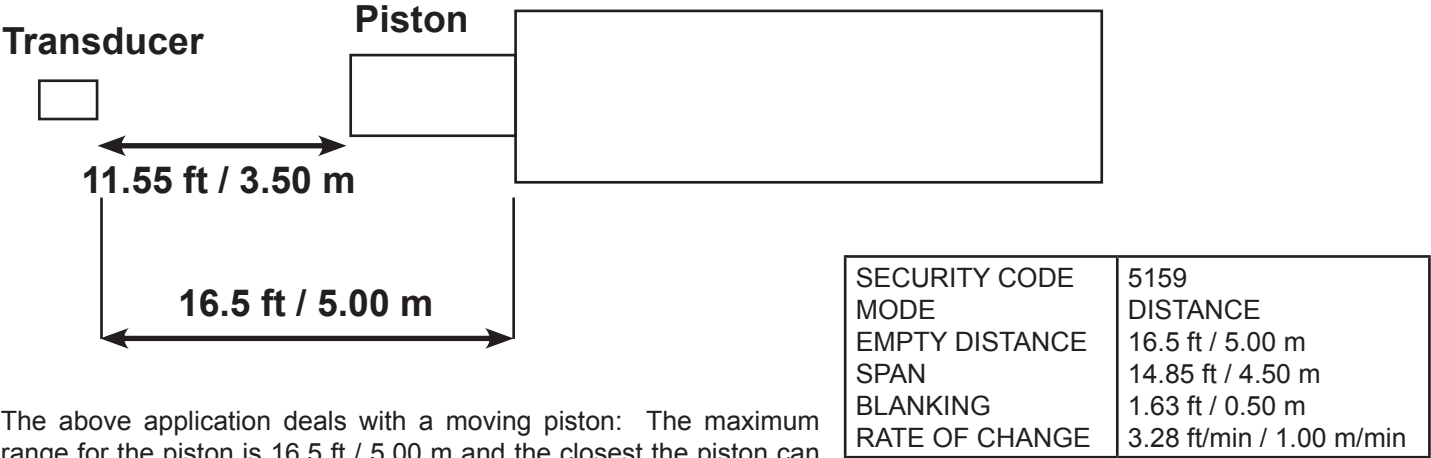 Piston
Transducer
11.55 ft / 3.50 m
16.5 ft / 5.00 m
SECURITY CODE 5159
MODE DISTANCE
EMPTY DISTANCE 16.5 ft / 5.00 m
SPAN 14.85 ft / 4.50 m
BLANKING 1.63 ft / 0.50 m
RATE OF CHANGE 3.28 ft/min / 1.00 m/min
The above application deals with a moving piston: The maximum
range for the piston is 16.5 ft / 5.00 m and the closest the piston can